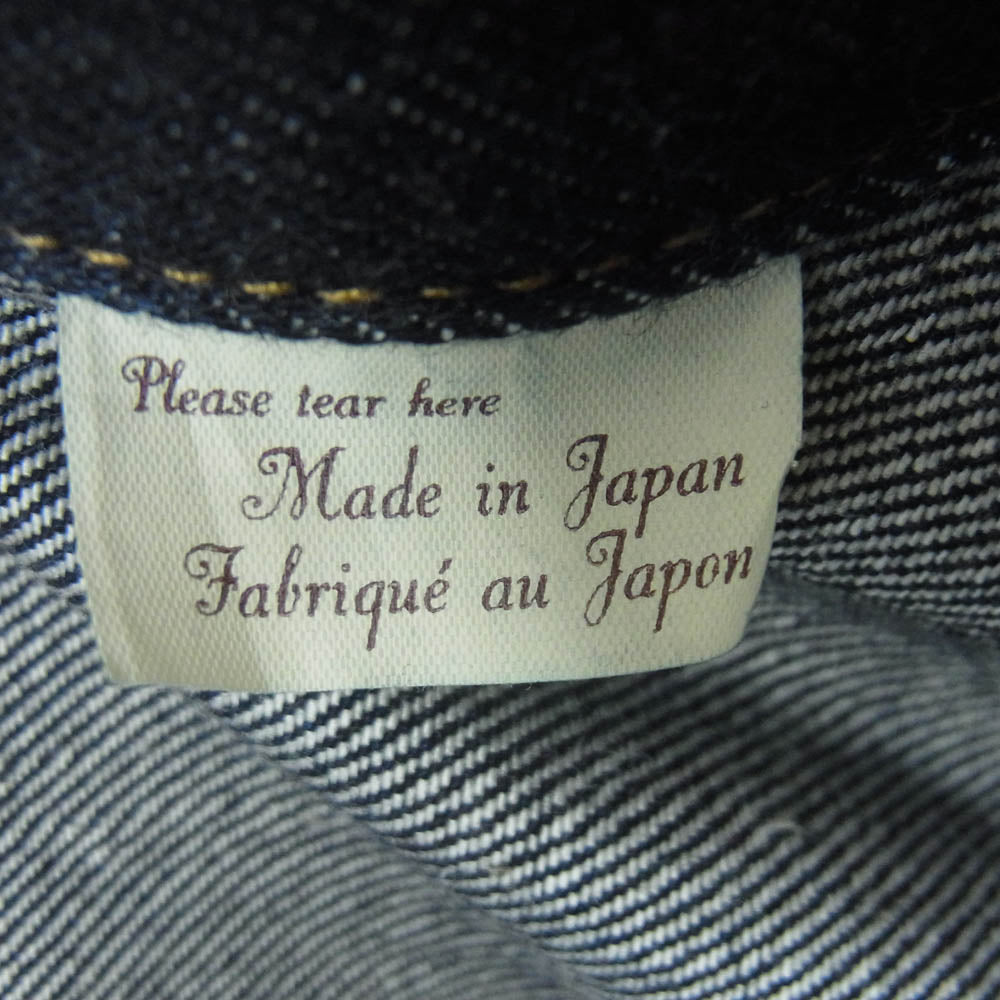 Please tear here
Made in Japan
Fabriqué au Japon